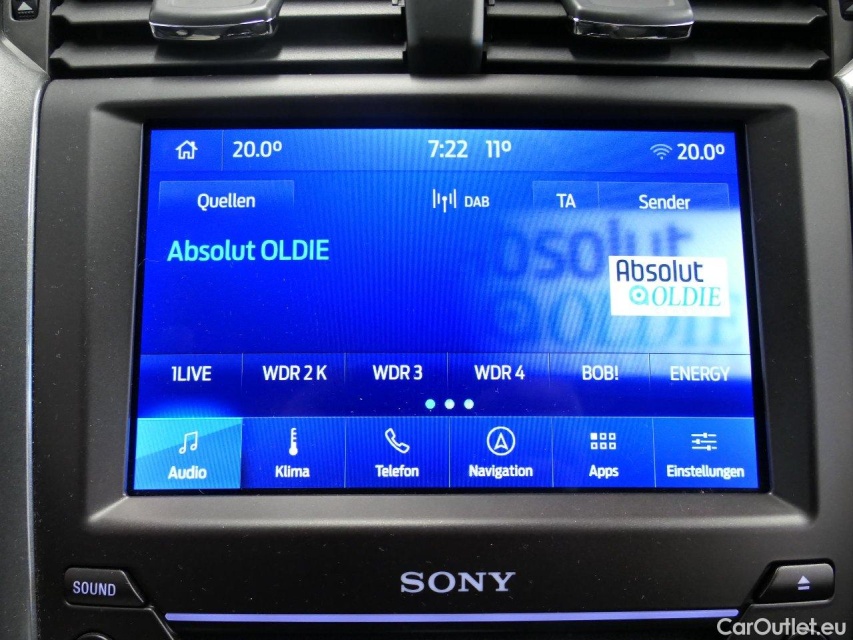 20.0° 7:22 11° 20.0°
Quellen DAB TA Sender
Absolut OLDIE
Absolut
OLDIE
1LIVE WDR 2 K WDR 3 WDR 4 BOB! ENERGY
Audio Klima Telefon Navigation Apps Einstellungen
SOUND SONY
CarOutlet.eu